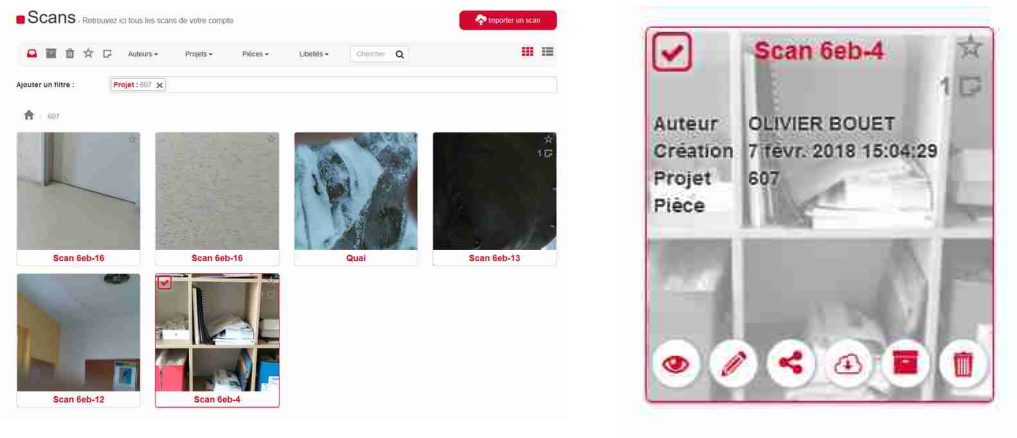 Scans - Retrouvez ici tous les scans de votre compte
Importer un scan
Auteurs
Projets
Pièces
Libellés
Chercher
Ajouter un filtre :
Projet : 607 x
/ 607
1
Scan 6eb-16
Scan 6eb-16
Quai
Scan 6eb-13
Scan 6eb-12
Scan 6eb-4
Scan 6eb-4
1
Auteur OLIVIER BOUET
Création 7 févr. 2018 15:04:29
Projet 607
Pièce